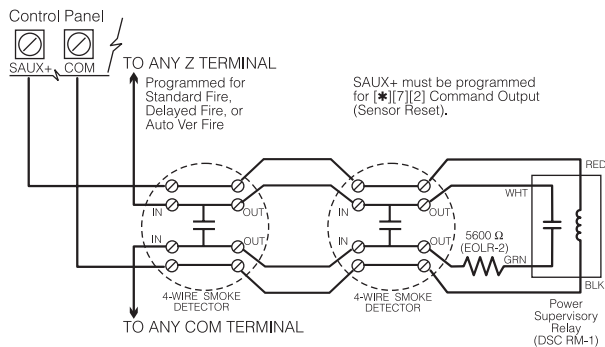 Control Panel
SAUX+ COM
TO ANY Z TERMINAL
Programmed for
Standard Fire,
Delayed Fire, or
Auto Ver Fire
SAUX+ must be programmed
for [✱][7][2] Command Output
(Sensor Reset).
RED
WHT
IN OUT
IN OUT
IN OUT
IN OUT
5600 Ω
(EOLR-2)
GRN
BLK
4-WIRE SMOKE
DETECTOR
4-WIRE SMOKE
DETECTOR
Power
Supervisory
Relay
(DSC RM-1)
TO ANY COM TERMINAL